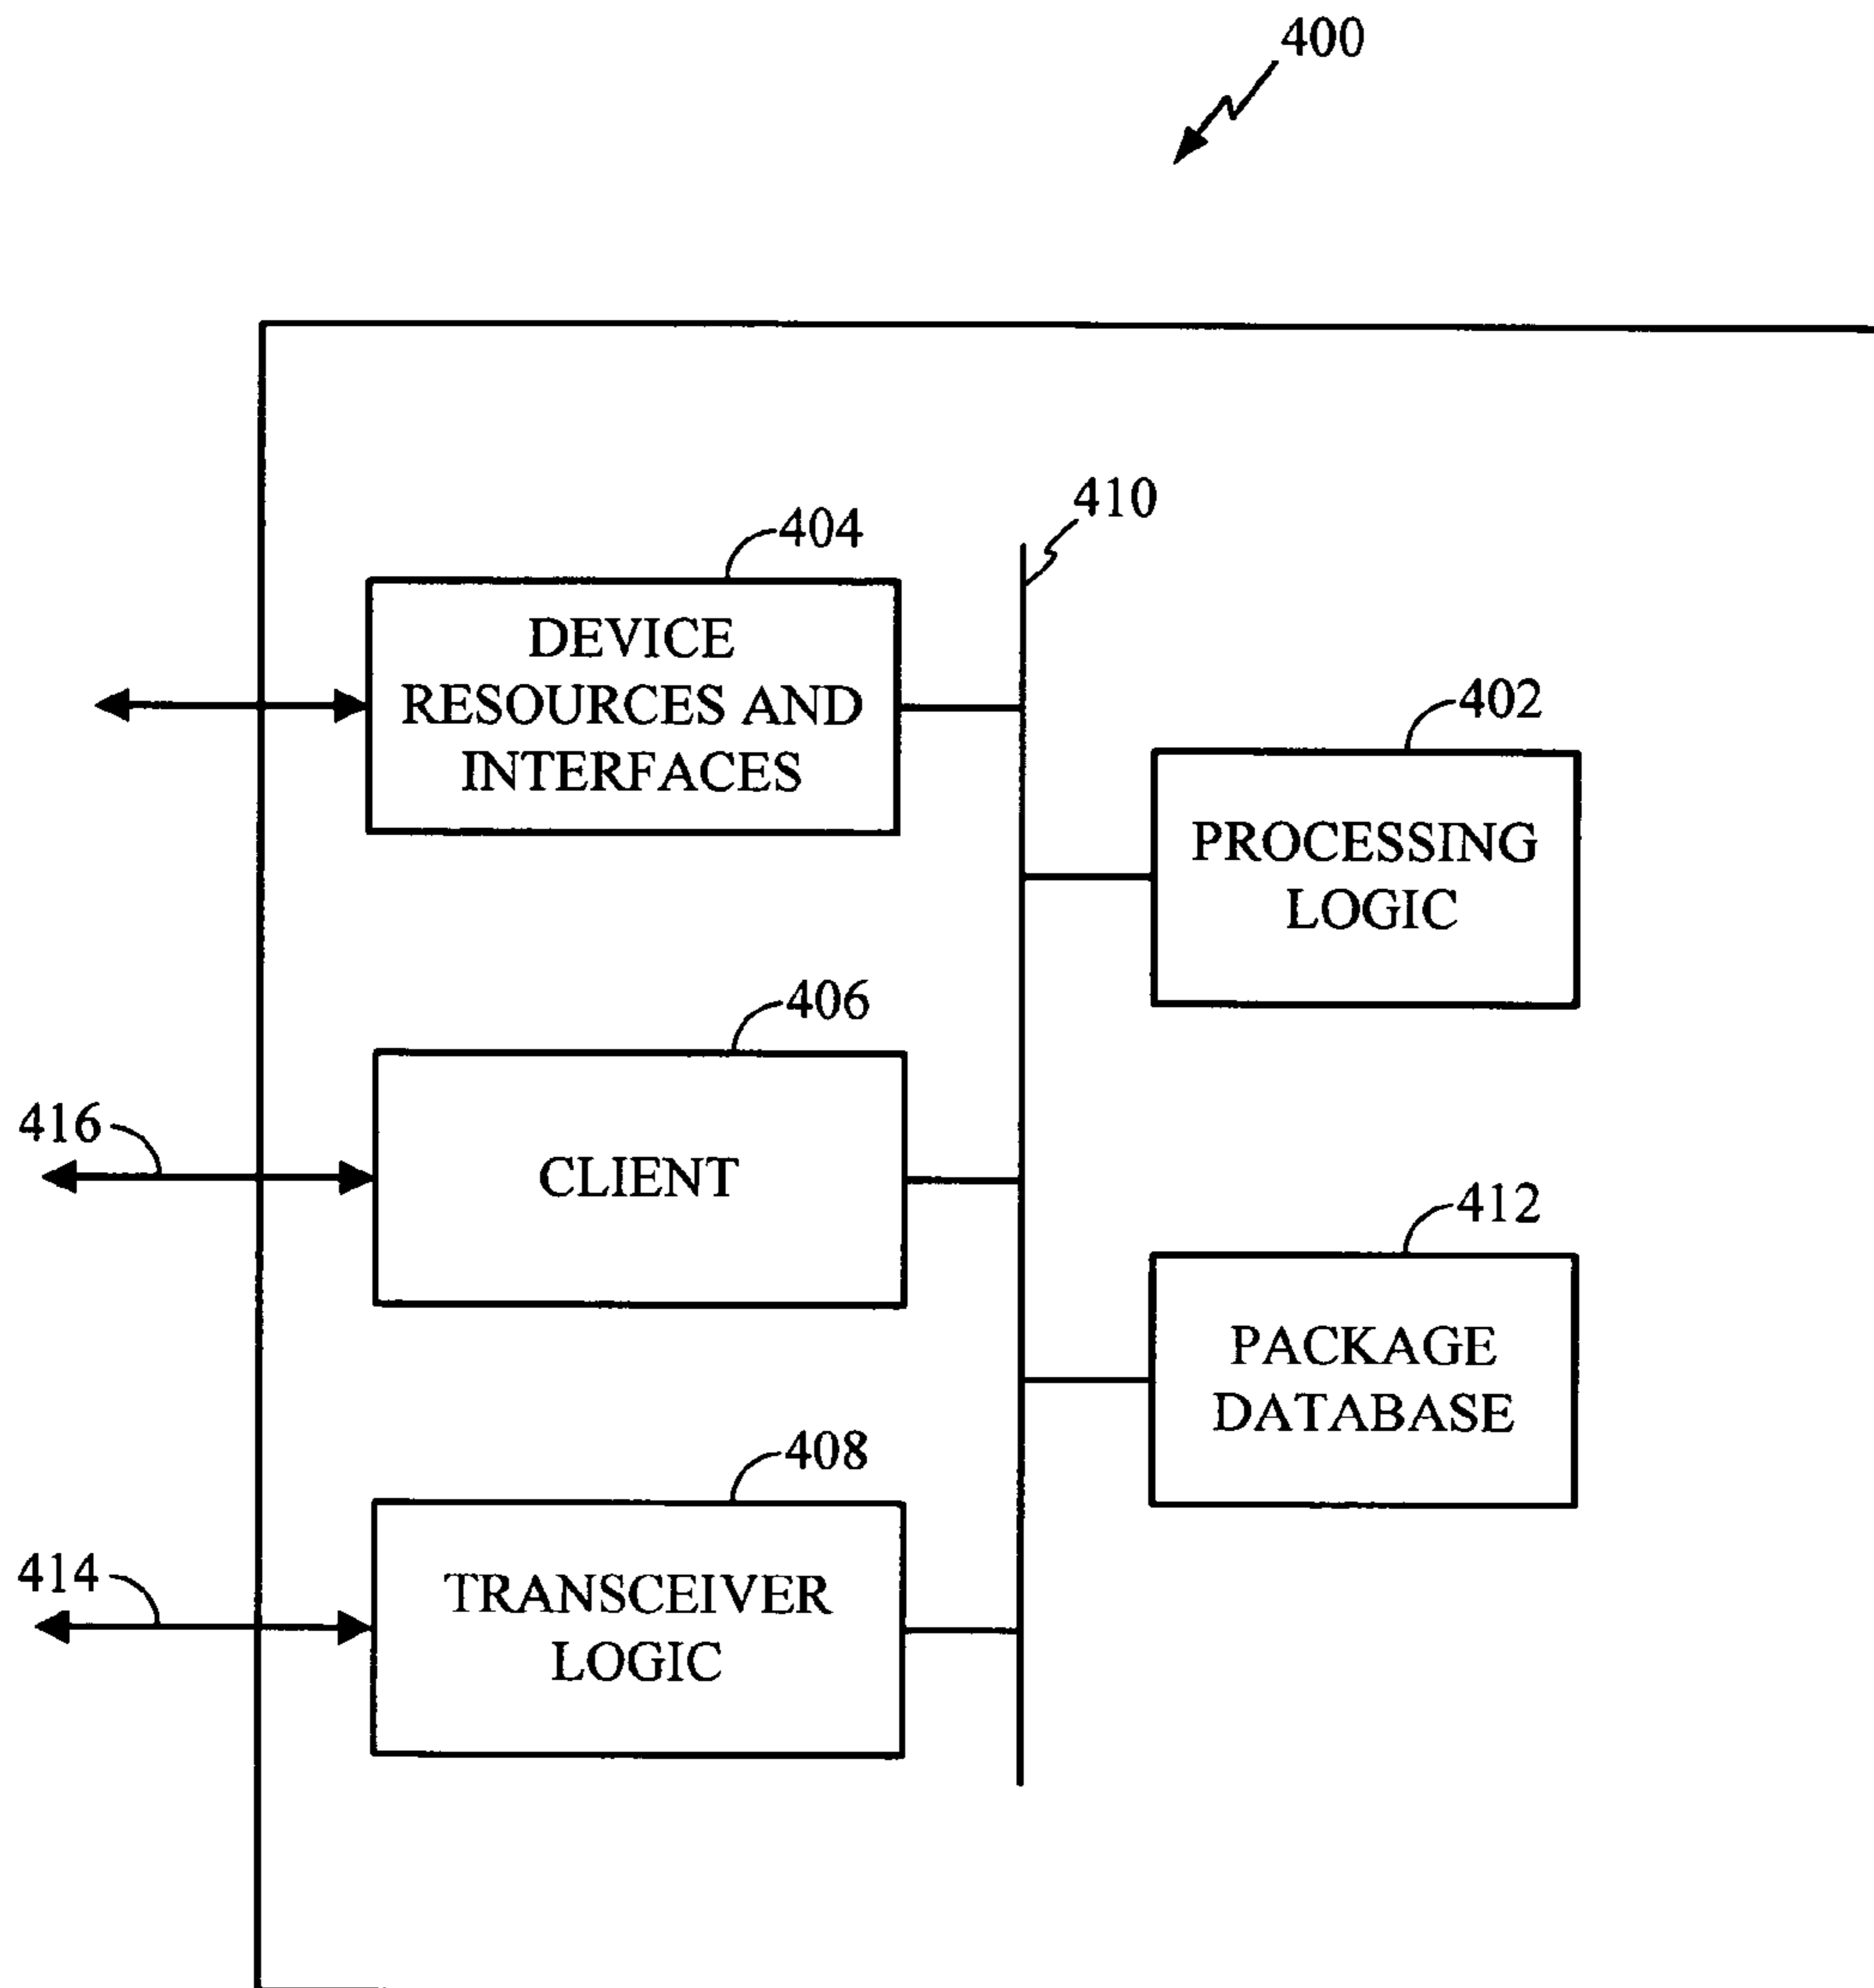 400
410
404
DEVICE
RESOURCES AND
INTERFACES
402
PROCESSING
LOGIC
406
416
CLIENT
412
PACKAGE
DATABASE
408
414
TRANSCEIVER
LOGIC